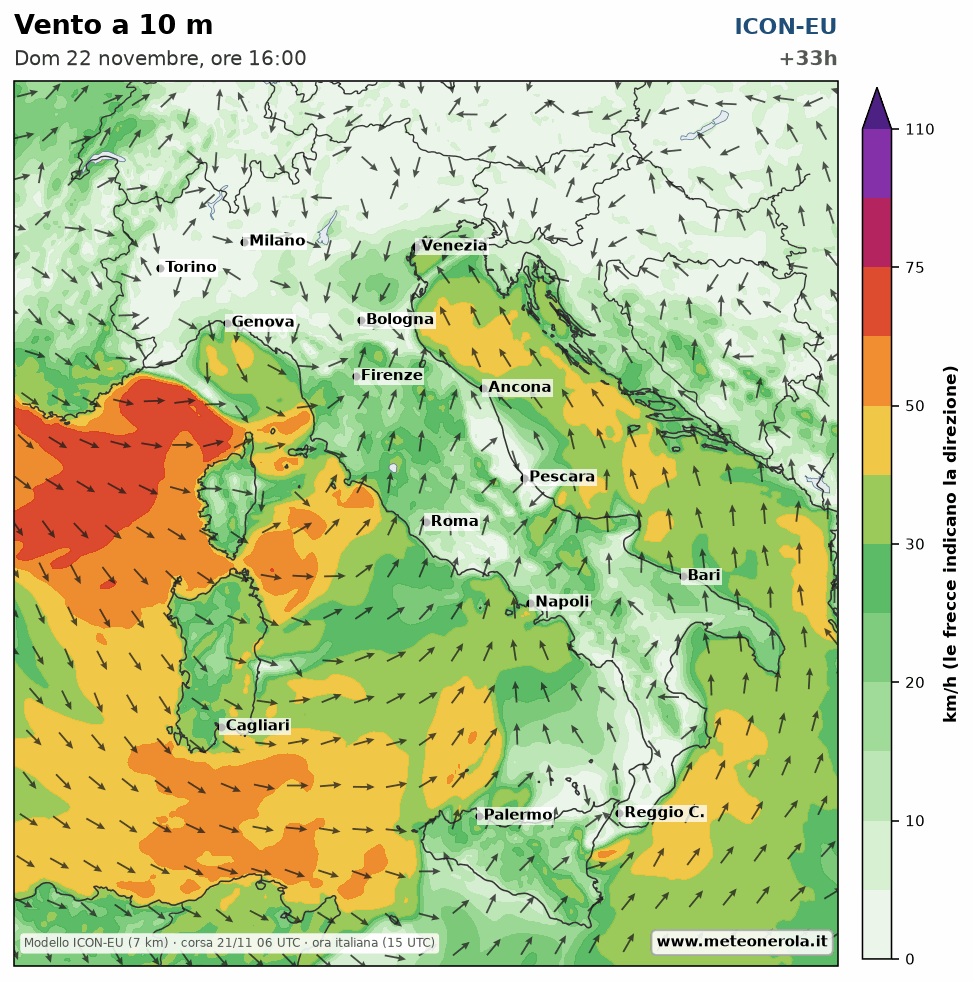 Vento a 10 m
ICON-EU
Dom 22 novembre, ore 16:00
+33h
110
75
50
30
20
10
0
km/h (le frecce indicano la direzione)
Milano
Venezia
Torino
Genova
Bologna
Firenze
Ancona
Pescara
Roma
Bari
Napoli
Cagliari
Palermo
Reggio C.
Modello ICON-EU (7 km) · corsa 21/11 06 UTC · ora italiana (15 UTC)
www.meteonerola.it